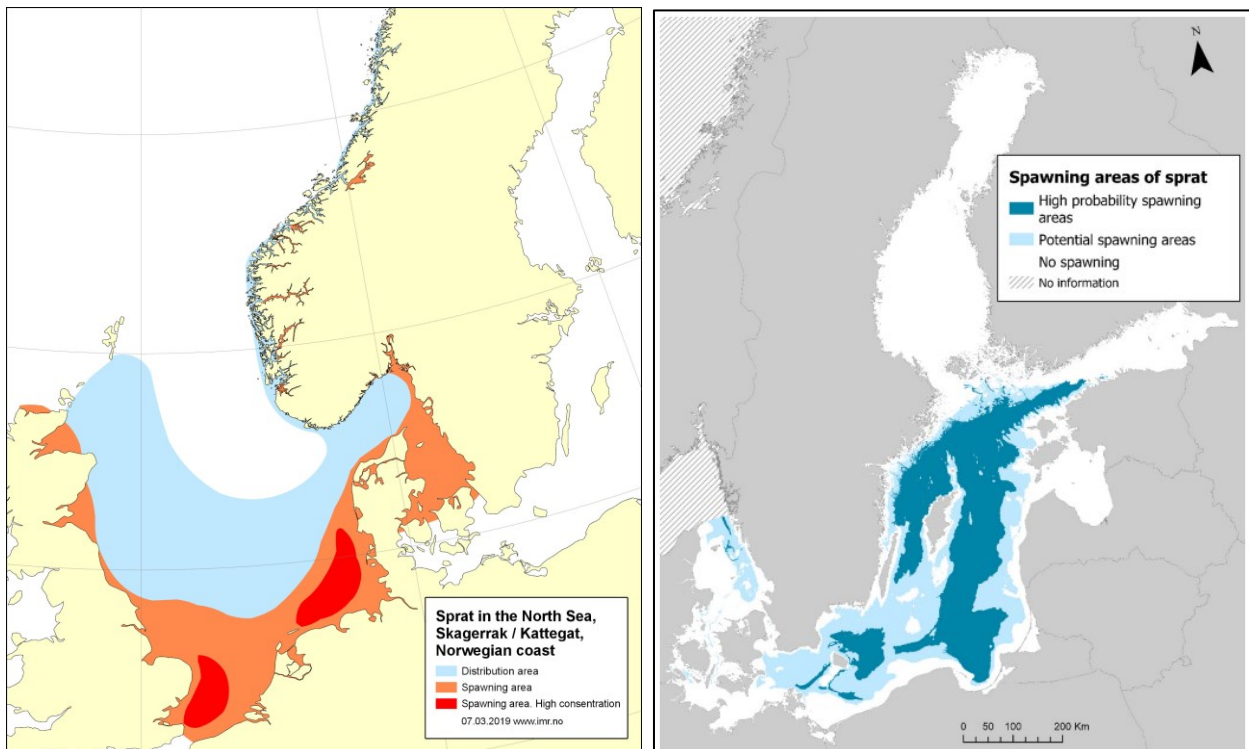 Sprat in the North Sea,
Skagerrak / Kattegat,
Norwegian coast
Distribution area
Spawning area
Spawning area. High consentration
07.03.2019 www.imr.no
N
Spawning areas of sprat
High probability spawning
areas
Potential spawning areas
No spawning
No information
0 50 100 200 Km